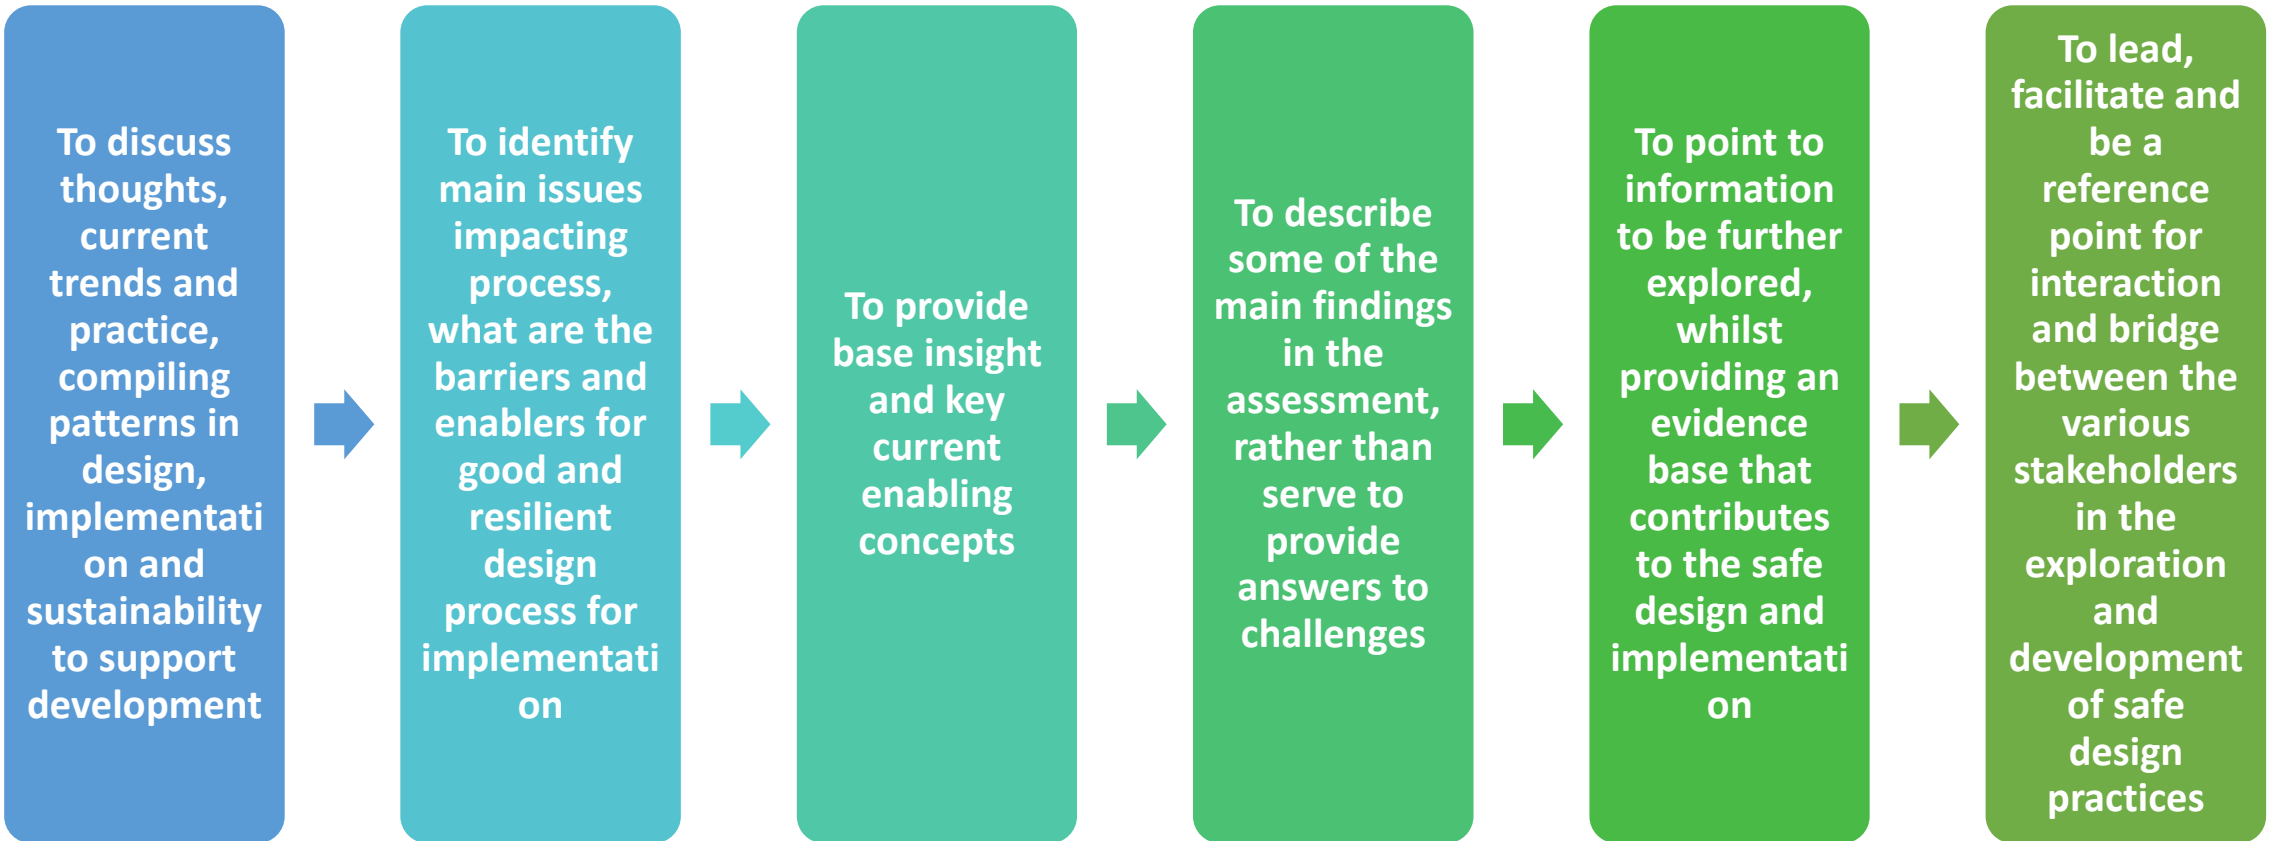 To discuss
thoughts,
current
trends and
practice,
compiling
patterns in
design,
implementati
on and
sustainability
to support
development
To identify
main issues
impacting
process,
what are the
barriers and
enablers for
good and
resilient
design
process for
implementati
on
To provide
base insight
and key
current
enabling
concepts
To describe
some of the
main findings
in the
assessment,
rather than
serve to
provide
answers to
challenges
To point to
information
to be further
explored,
whilst
providing an
evidence
base that
contributes
to the safe
design and
implementati
on
To lead,
facilitate and
be a
reference
point for
interaction
and bridge
between the
various
stakeholders
in the
exploration
and
development
of safe
design
practices